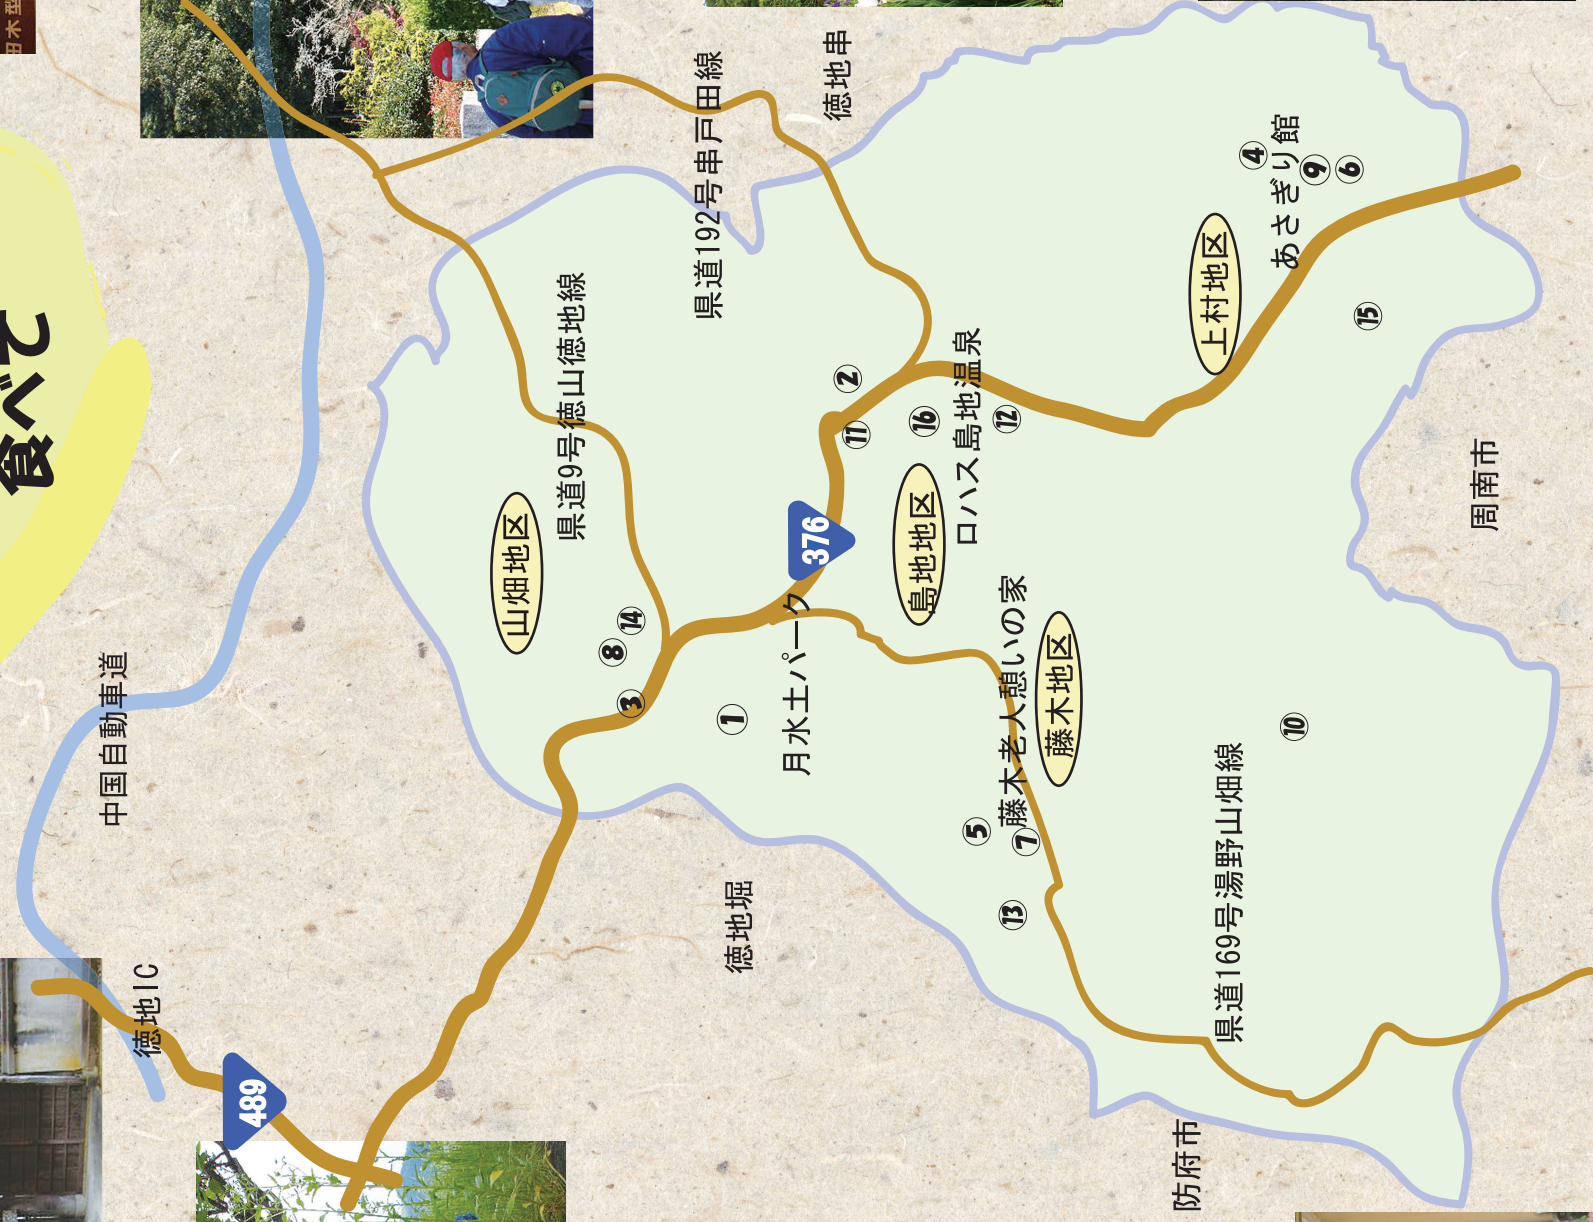 中国自動車道
徳地IC
489
376
山畑地区
県道9号徳山徳地線
県道192号串戸田線
徳地串
徳地堀
月水土パーク
島地地区
ロハス島地温泉
藤木老人憩いの家
藤木地区
上村地区
あさぎり館
県道169号湯野山畑線
周南市
防府市
①
②
③
④
⑤
⑥
⑦
⑧
⑨
⑩
⑪
⑫
⑬
⑭
⑮
⑯